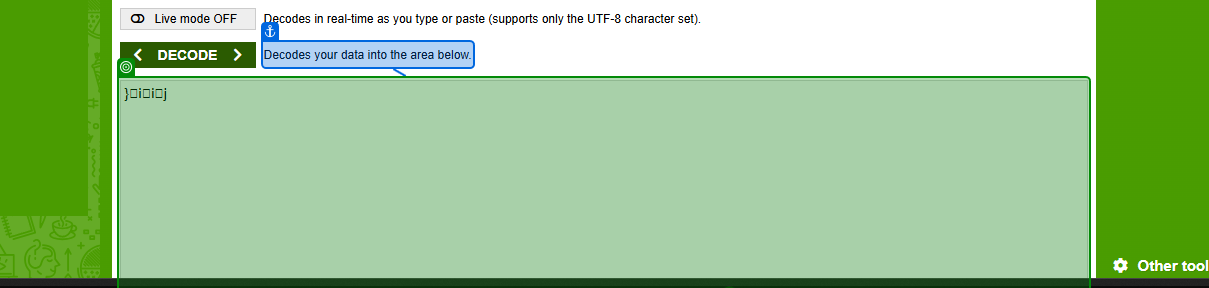 Live mode OFF Decodes in real-time as you type or paste (supports only the UTF-8 character set).
< DECODE > Decodes your data into the area below.
}□i□i□j
Other tool